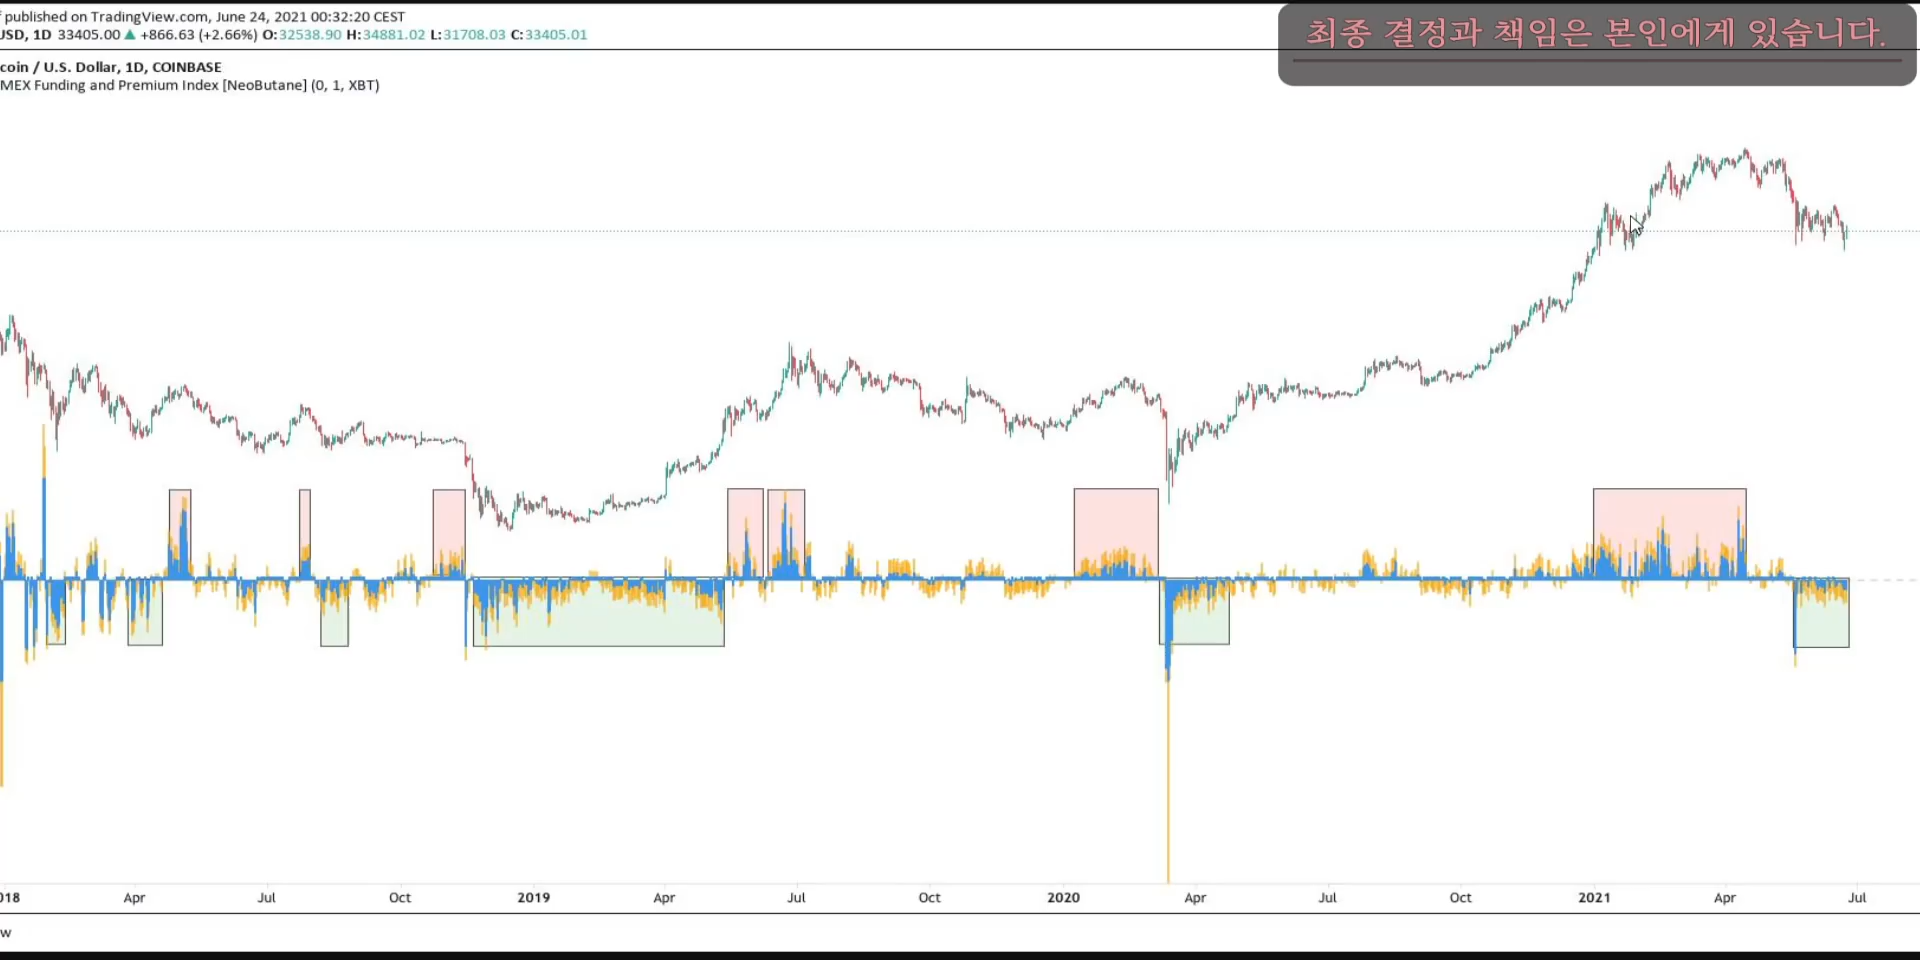 f published on TradingView.com, June 24, 2021 00:32:20 CEST
최종 결정과 책임은 본인에게 있습니다.
USD, 1D 33405.00 ▲ +866.63 (+2.66%) O:32538.90 H:34881.02 L:31708.03 C:33405.01
coin / U.S. Dollar, 1D, COINBASE
MEX Funding and Premium Index [NeoButane] (0, 1, XBT)
018 Apr Jul Oct 2019 Apr Jul Oct 2020 Apr Jul Oct 2021 Apr Jul
w